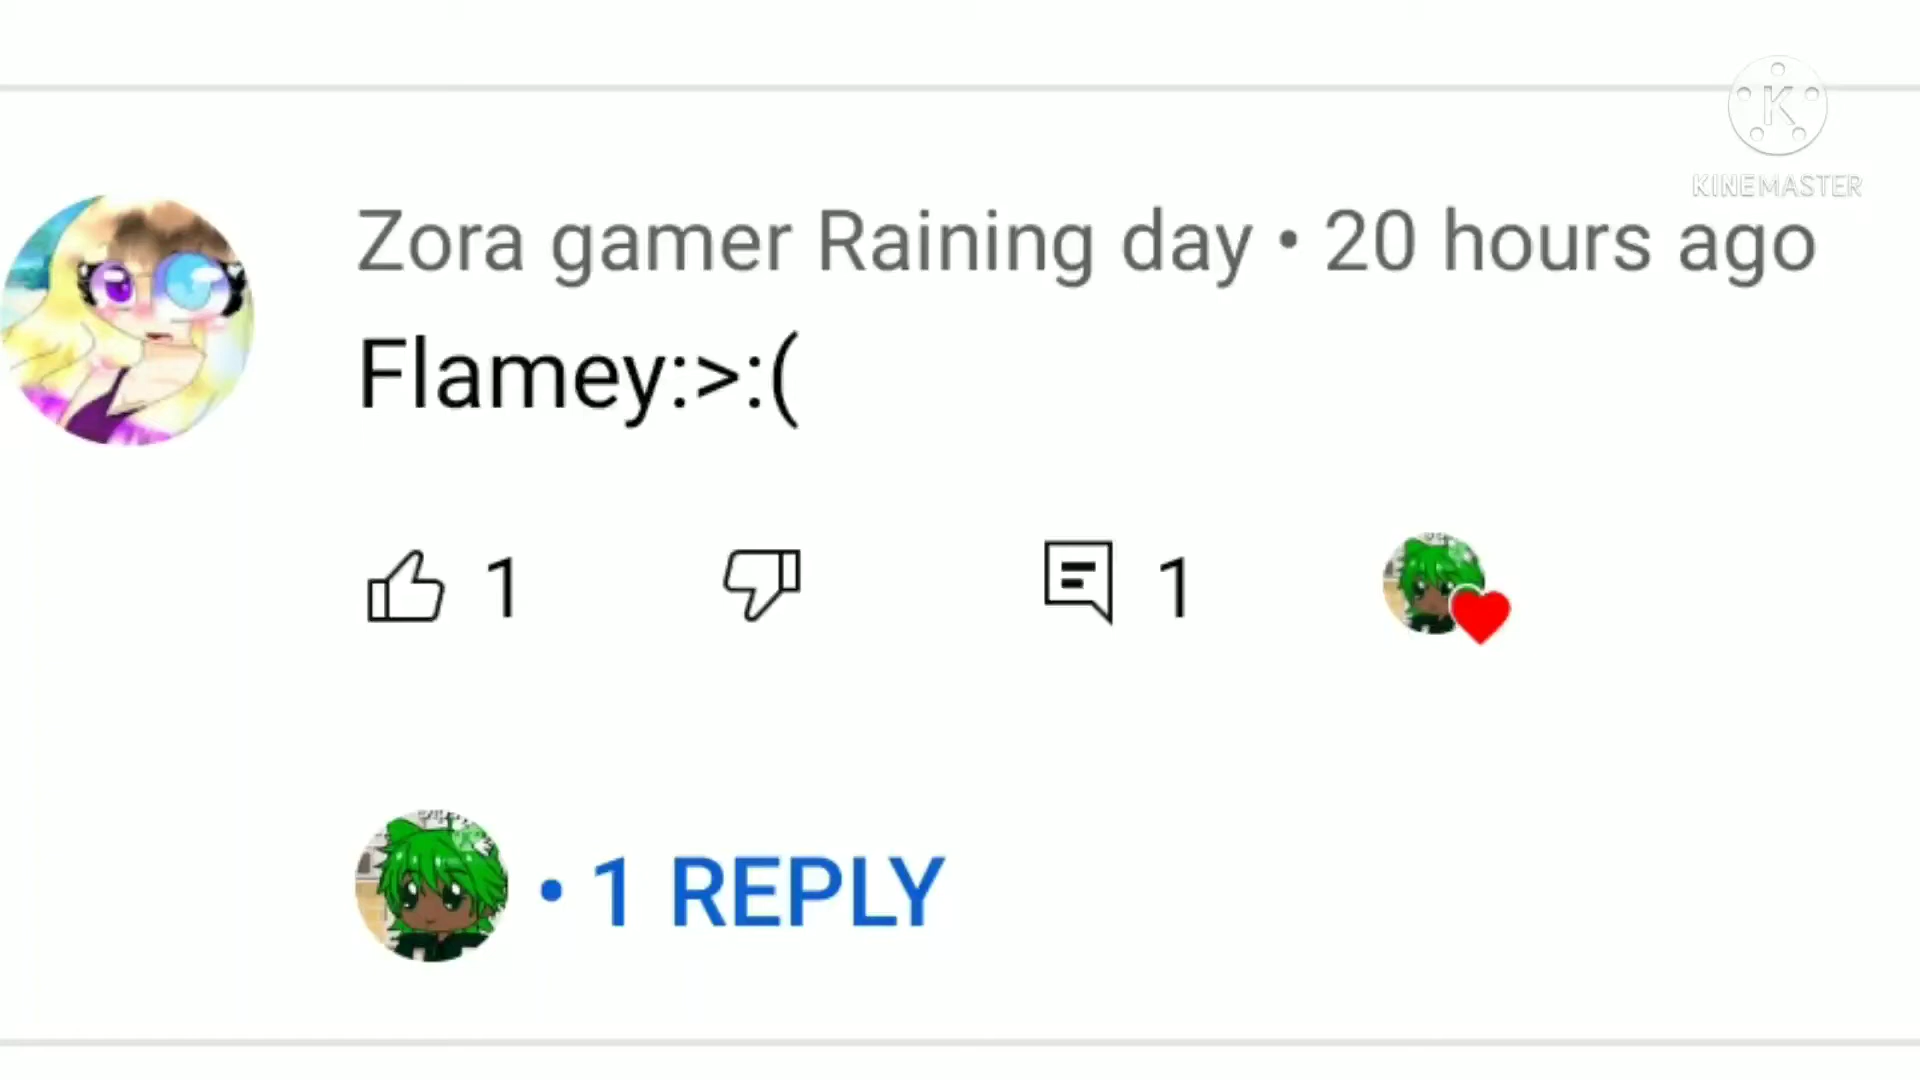 K
KINEMASTER
Zora gamer Raining day • 20 hours ago
Flamey:>:(
1
1
• 1 REPLY